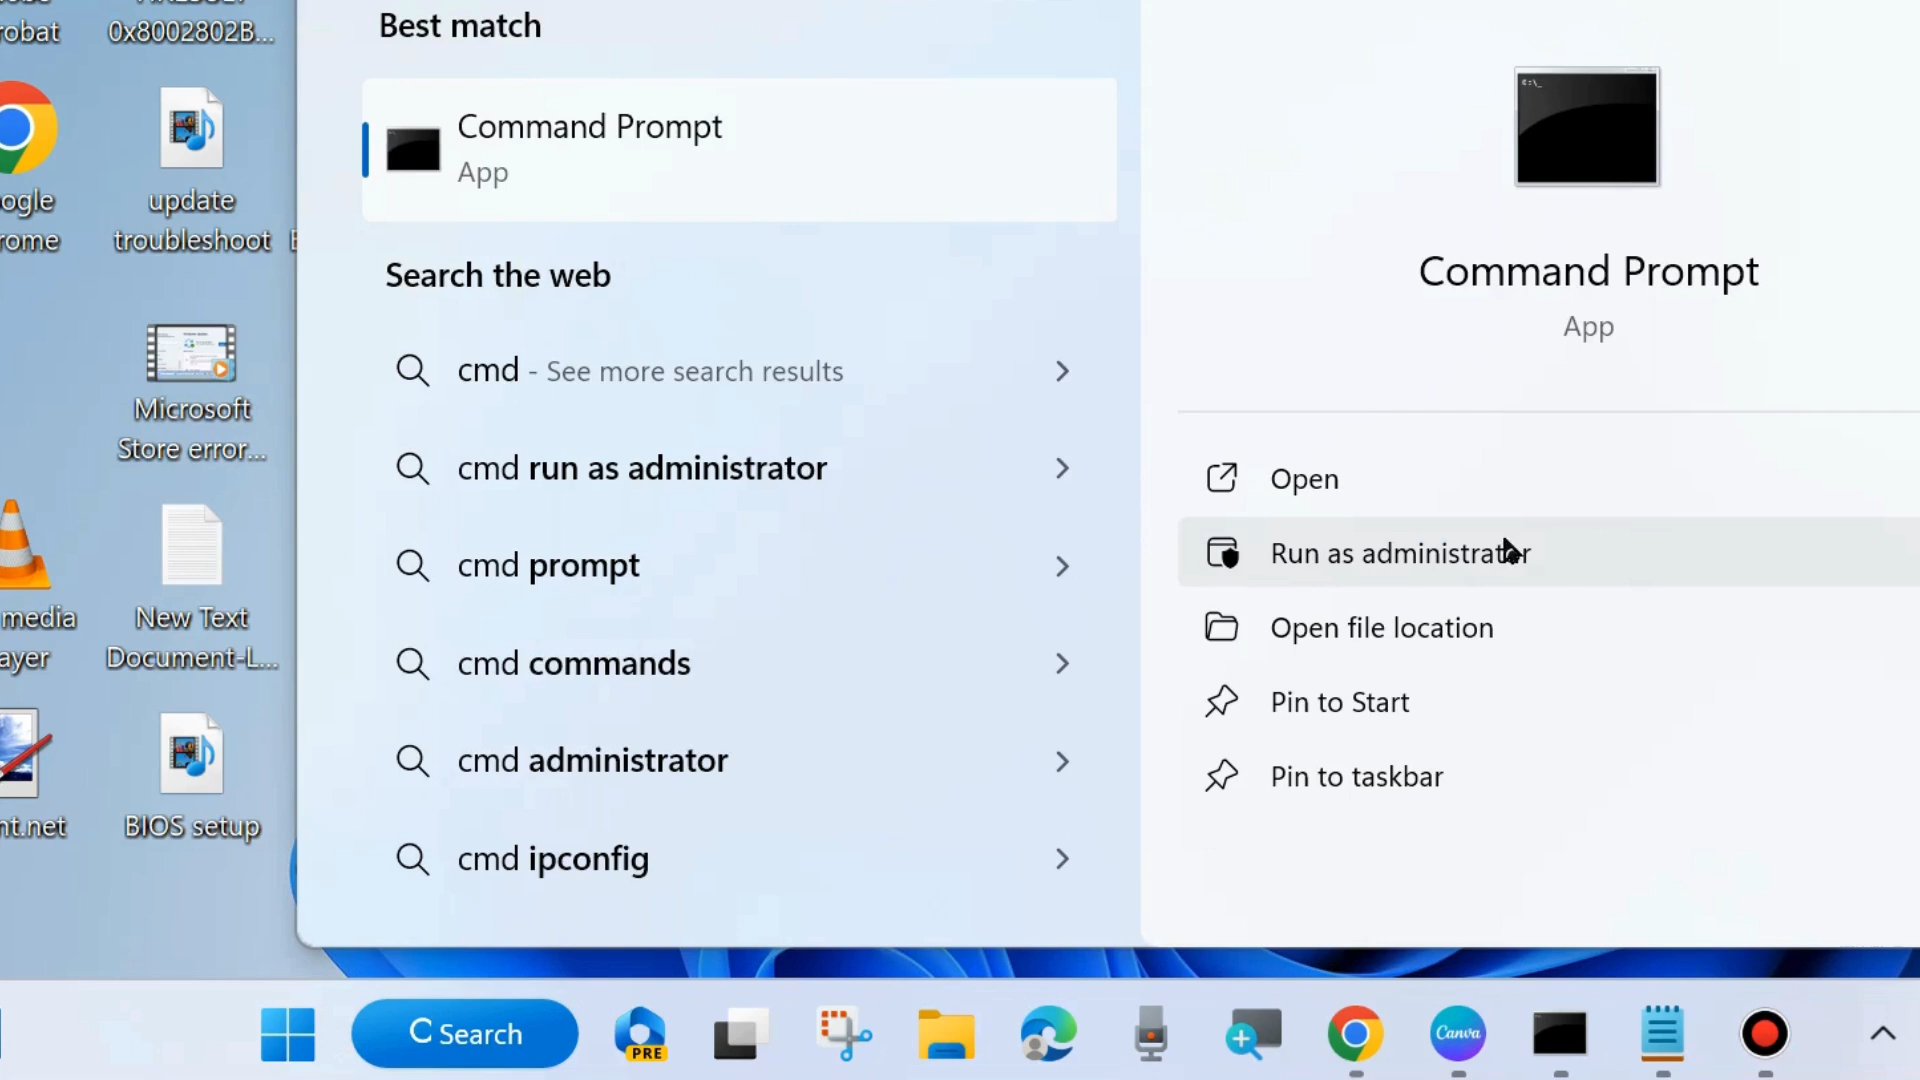 robat
0x8002802B...
ogle
rome
update
troubleshoot
Microsoft
Store error...
media
ayer
New Text
Document-L...
nt.net
BIOS setup
Best match
Command Prompt
App
Search the web
cmd - See more search results
cmd run as administrator
cmd prompt
cmd commands
cmd administrator
cmd ipconfig
C:\_
Command Prompt
App
Open
Run as administrator
Open file location
Pin to Start
Pin to taskbar
Search
PRE
Canva